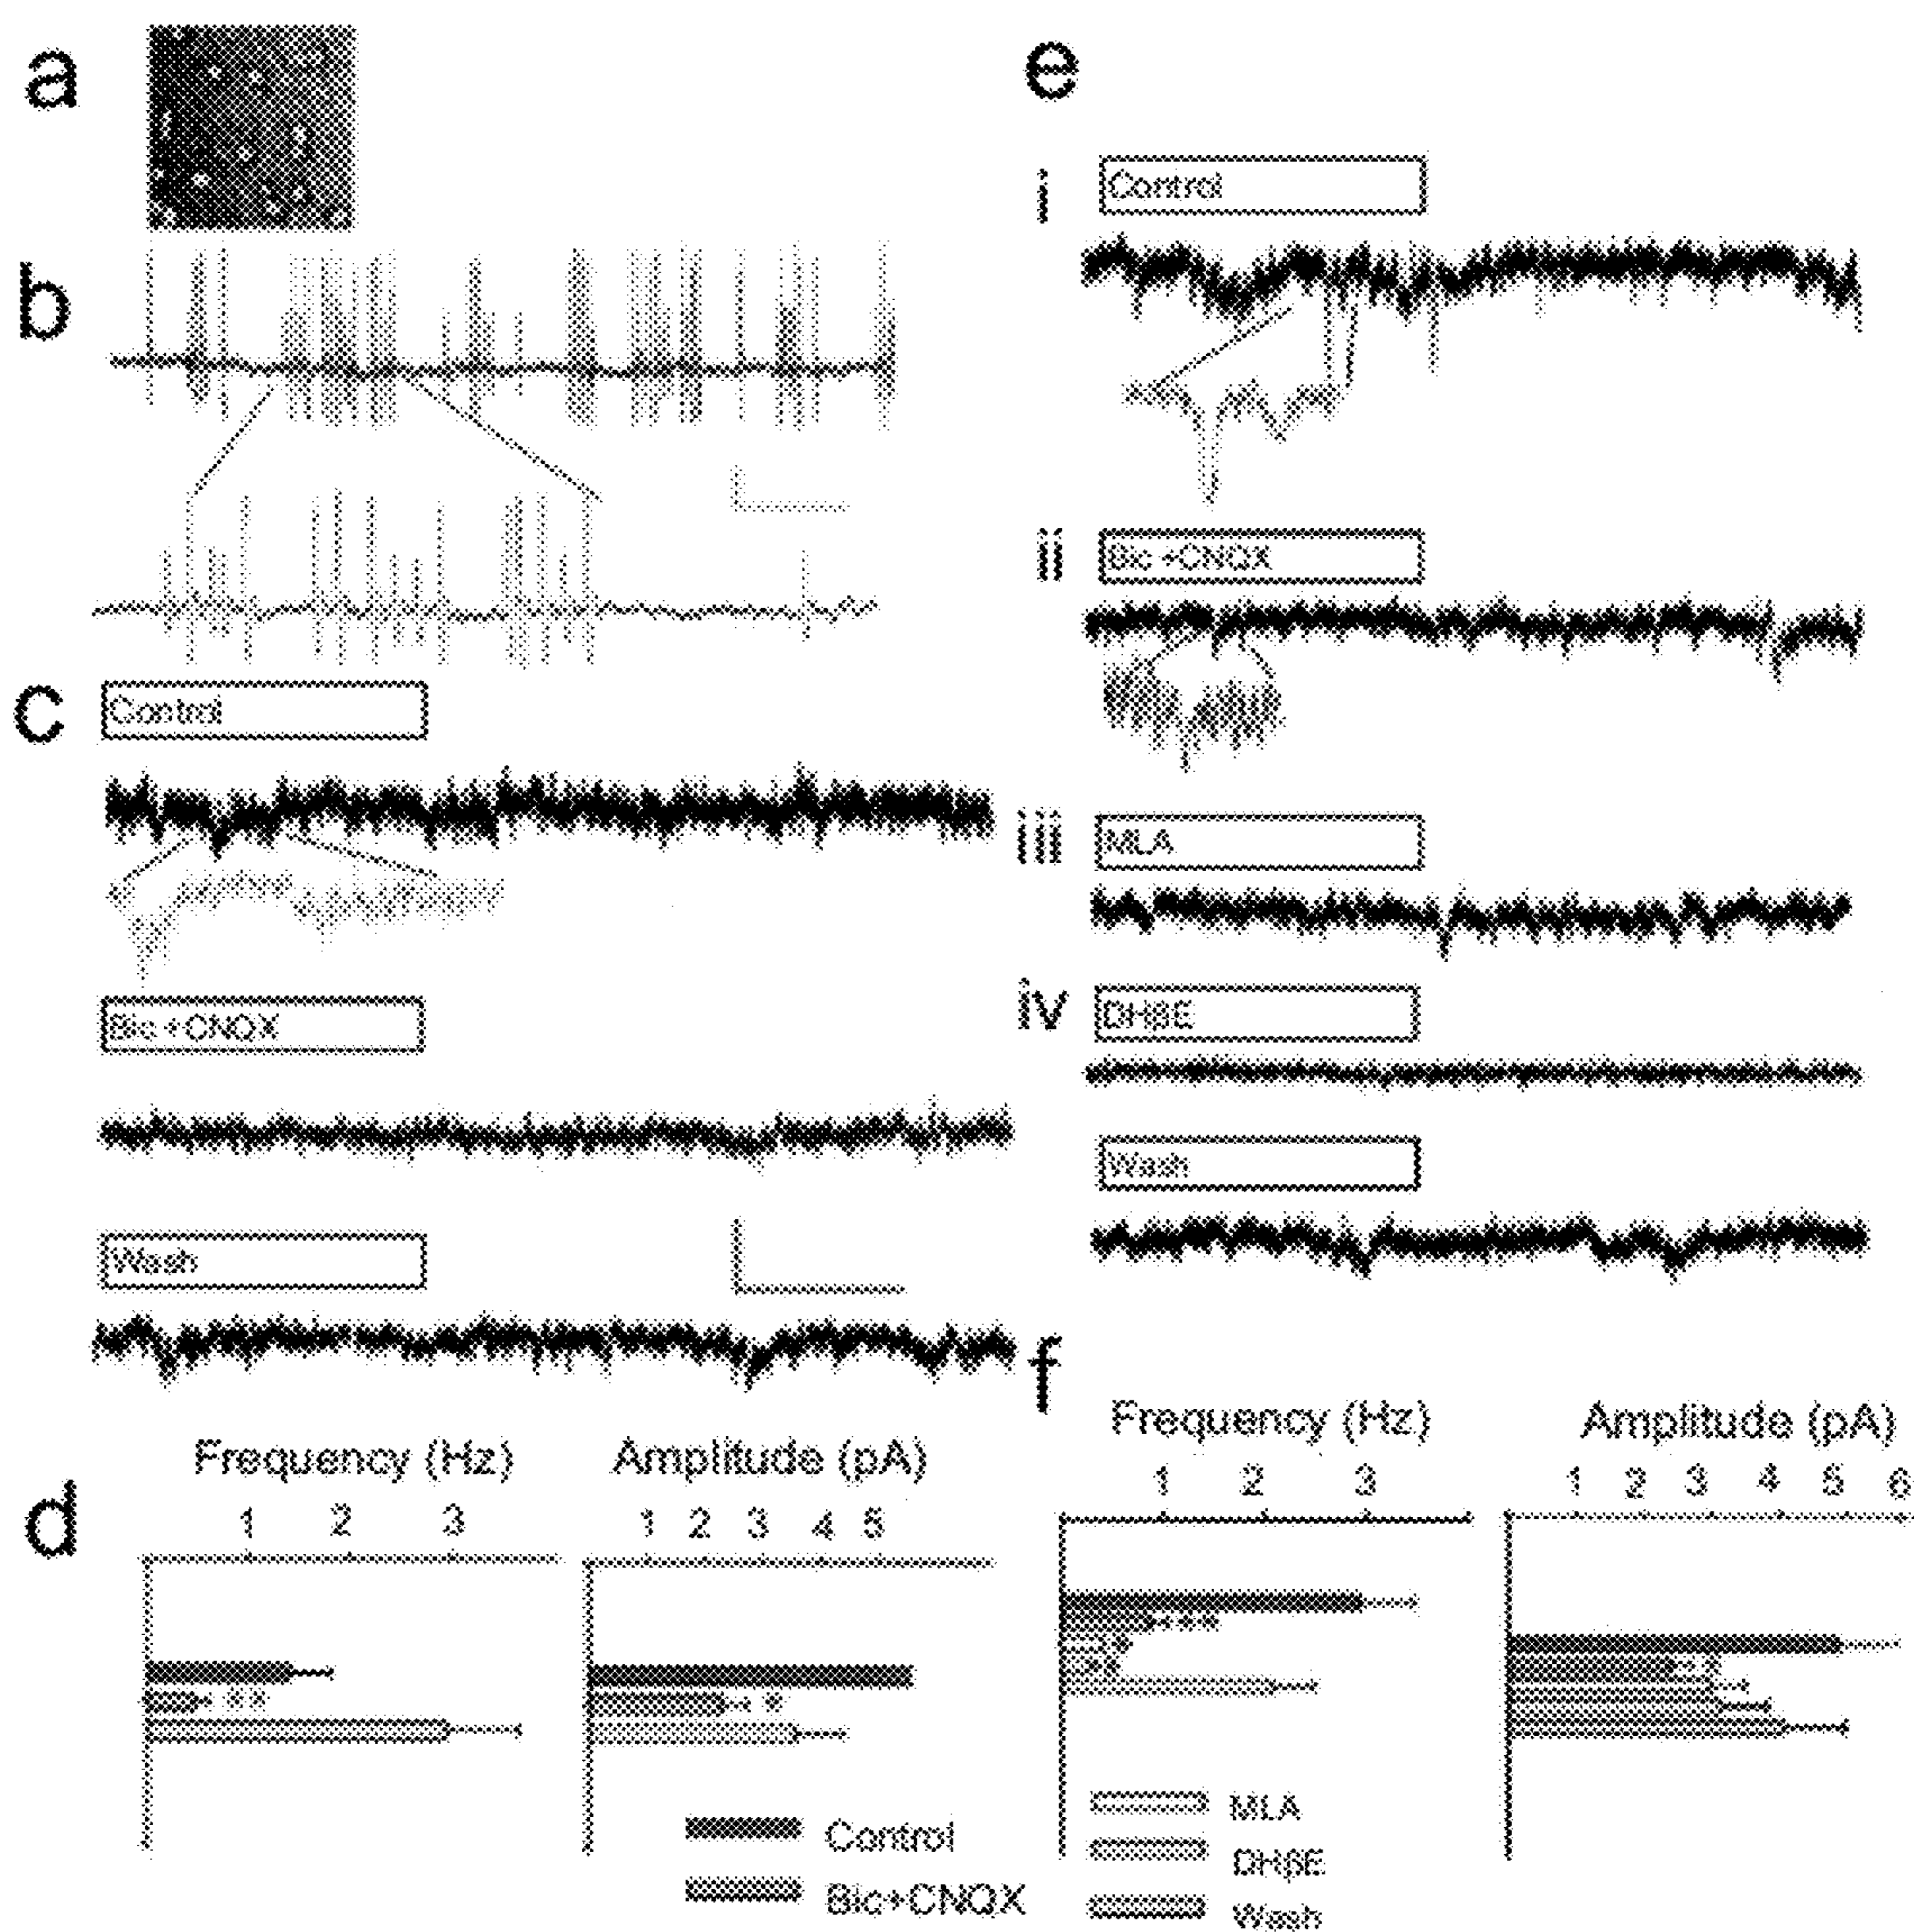 a
b
c
Control
Bic +CNQX
Wash
d
Frequency (Hz)
1 2 3
Amplitude (pA)
1 2 3 4 5
Control
Bic+CNQX
e
i
Control
ii
Bic +CNQX
iii
MLA
iv
DHβE
Wash
f
Frequency (Hz)
1 2 3
Amplitude (pA)
1 2 3 4 5 6
MLA
DHβE
Wash